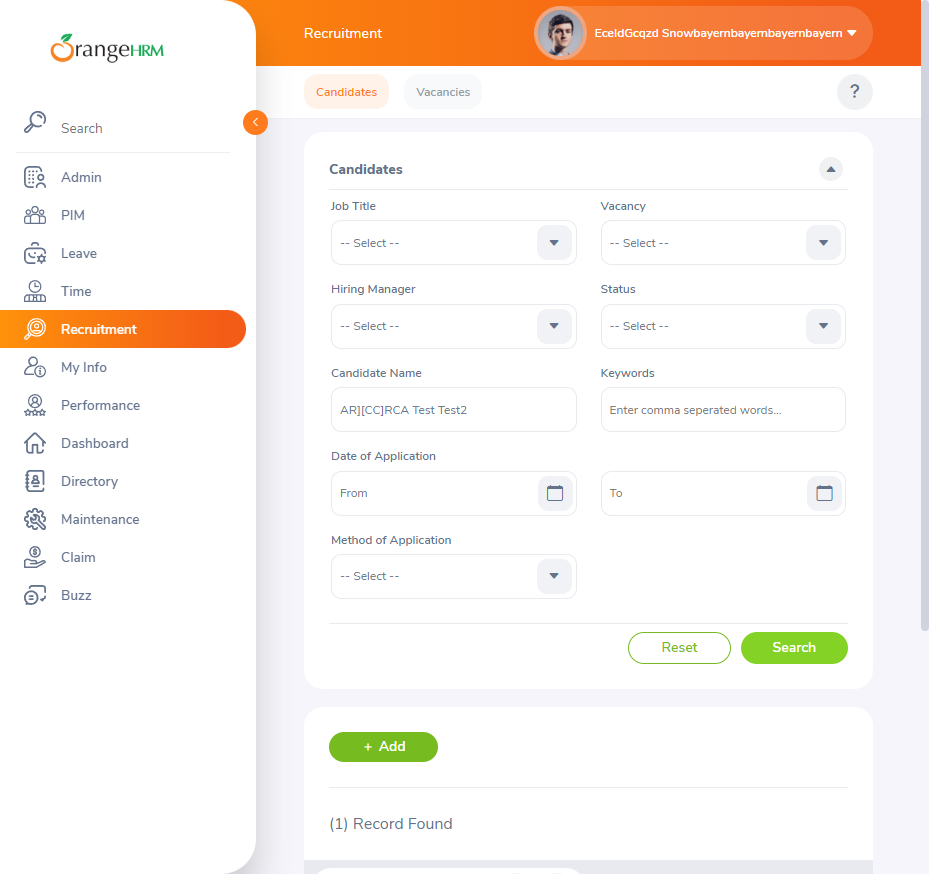 OrangeHRM
Recruitment
EceldGcqzd Snowbayernbayernbayernbayern
Candidates
Vacancies
?
Search
Admin
PIM
Leave
Time
Recruitment
My Info
Performance
Dashboard
Directory
Maintenance
Claim
Buzz
Candidates
Job Title
Vacancy
-- Select --
-- Select --
Hiring Manager
Status
-- Select --
-- Select --
Candidate Name
Keywords
AR][CC]RCA Test Test2
Enter comma seperated words...
Date of Application
From
To
Method of Application
-- Select --
Reset
Search
+ Add
(1) Record Found